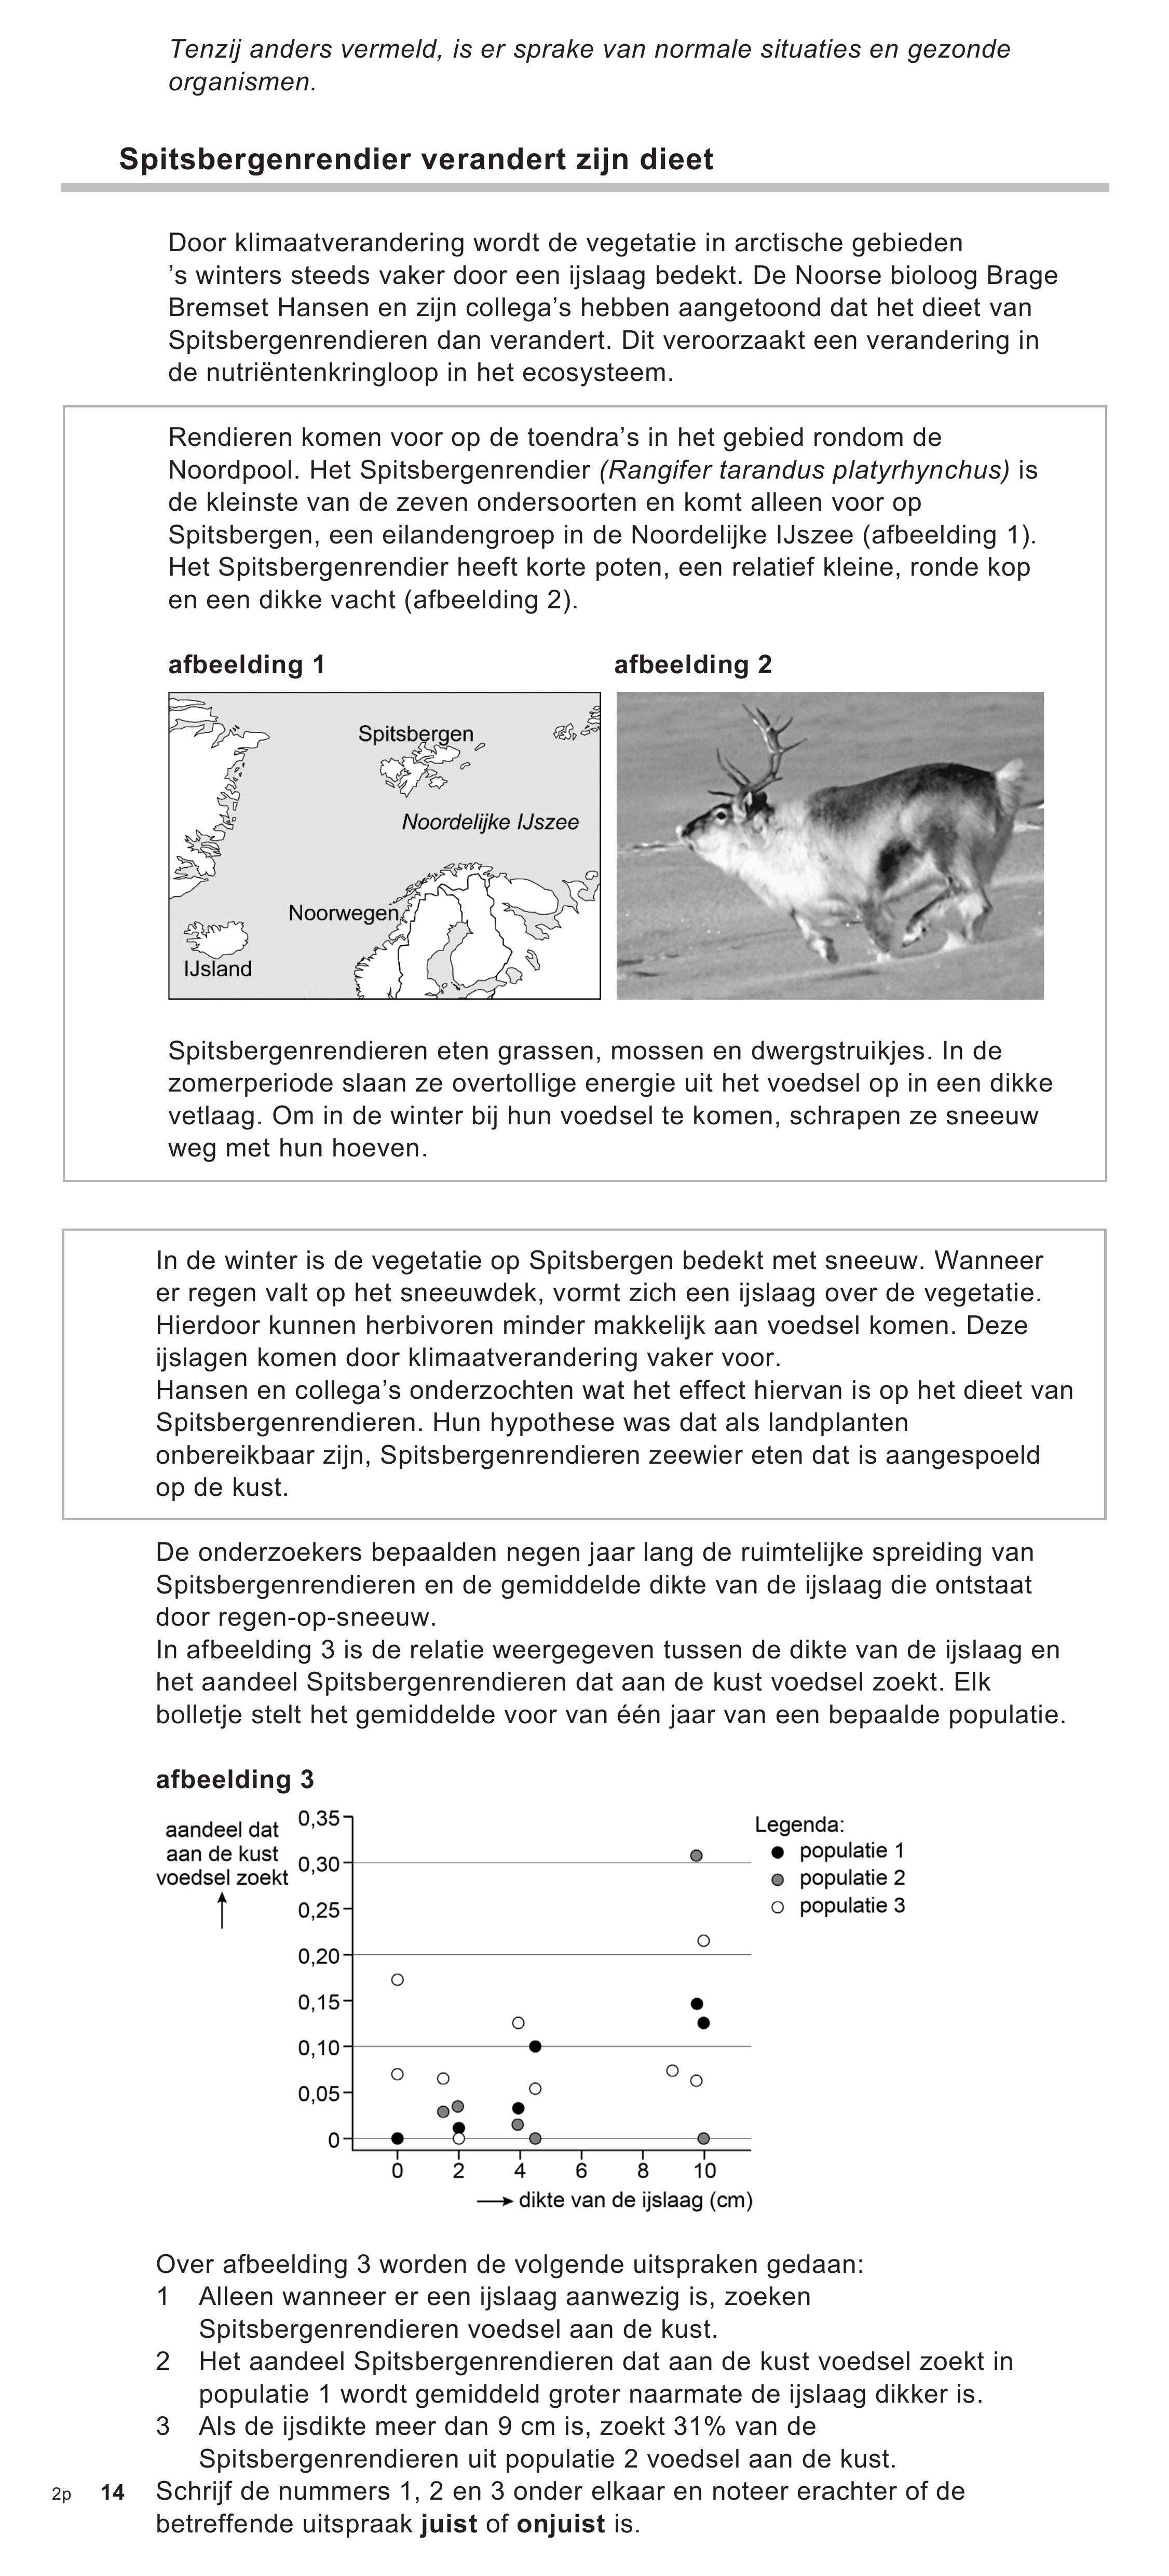 Tenzij anders vermeld, is er sprake van normale situaties en gezonde
organismen.
Spitsbergenrendier verandert zijn dieet
Door klimaatverandering wordt de vegetatie in arctische gebieden
’s winters steeds vaker door een ijslaag bedekt. De Noorse bioloog Brage
Bremset Hansen en zijn collega’s hebben aangetoond dat het dieet van
Spitsbergenrendieren dan verandert. Dit veroorzaakt een verandering in
de nutriëntenkringloop in het ecosysteem.
Rendieren komen voor op de toendra’s in het gebied rondom de
Noordpool. Het Spitsbergenrendier (Rangifer tarandus platyrhynchus) is
de kleinste van de zeven ondersoorten en komt alleen voor op
Spitsbergen, een eilandengroep in de Noordelijke IJszee (afbeelding 1).
Het Spitsbergenrendier heeft korte poten, een relatief kleine, ronde kop
en een dikke vacht (afbeelding 2).
afbeelding 1
afbeelding 2
Spitsbergen
Noordelijke IJszee
Noorwegen
IJsland
Spitsbergenrendieren eten grassen, mossen en dwergstruikjes. In de
zomerperiode slaan ze overtollige energie uit het voedsel op in een dikke
vetlaag. Om in de winter bij hun voedsel te komen, schrapen ze sneeuw
weg met hun hoeven.
In de winter is de vegetatie op Spitsbergen bedekt met sneeuw. Wanneer
er regen valt op het sneeuwdek, vormt zich een ijslaag over de vegetatie.
Hierdoor kunnen herbivoren minder makkelijk aan voedsel komen. Deze
ijslagen komen door klimaatverandering vaker voor.
Hansen en collega’s onderzochten wat het effect hiervan is op het dieet van
Spitsbergenrendieren. Hun hypothese was dat als landplanten
onbereikbaar zijn, Spitsbergenrendieren zeewier eten dat is aangespoeld
op de kust.
De onderzoekers bepaalden negen jaar lang de ruimtelijke spreiding van
Spitsbergenrendieren en de gemiddelde dikte van de ijslaag die ontstaat
door regen-op-sneeuw.
In afbeelding 3 is de relatie weergegeven tussen de dikte van de ijslaag en
het aandeel Spitsbergenrendieren dat aan de kust voedsel zoekt. Elk
bolletje stelt het gemiddelde voor van één jaar van een bepaalde populatie.
afbeelding 3
aandeel dat
aan de kust
voedsel zoekt
0,35
0,30
0,25
0,20
0,15
0,10
0,05
0
0 2 4 6 8 10
dikte van de ijslaag (cm)
Legenda:
populatie 1
populatie 2
populatie 3
Over afbeelding 3 worden de volgende uitspraken gedaan:
1 Alleen wanneer er een ijslaag aanwezig is, zoeken
Spitsbergenrendieren voedsel aan de kust.
2 Het aandeel Spitsbergenrendieren dat aan de kust voedsel zoekt in
populatie 1 wordt gemiddeld groter naarmate de ijslaag dikker is.
3 Als de ijsdikte meer dan 9 cm is, zoekt 31% van de
Spitsbergenrendieren uit populatie 2 voedsel aan de kust.
2p 14 Schrijf de nummers 1, 2 en 3 onder elkaar en noteer erachter of de
betreffende uitspraak juist of onjuist is.